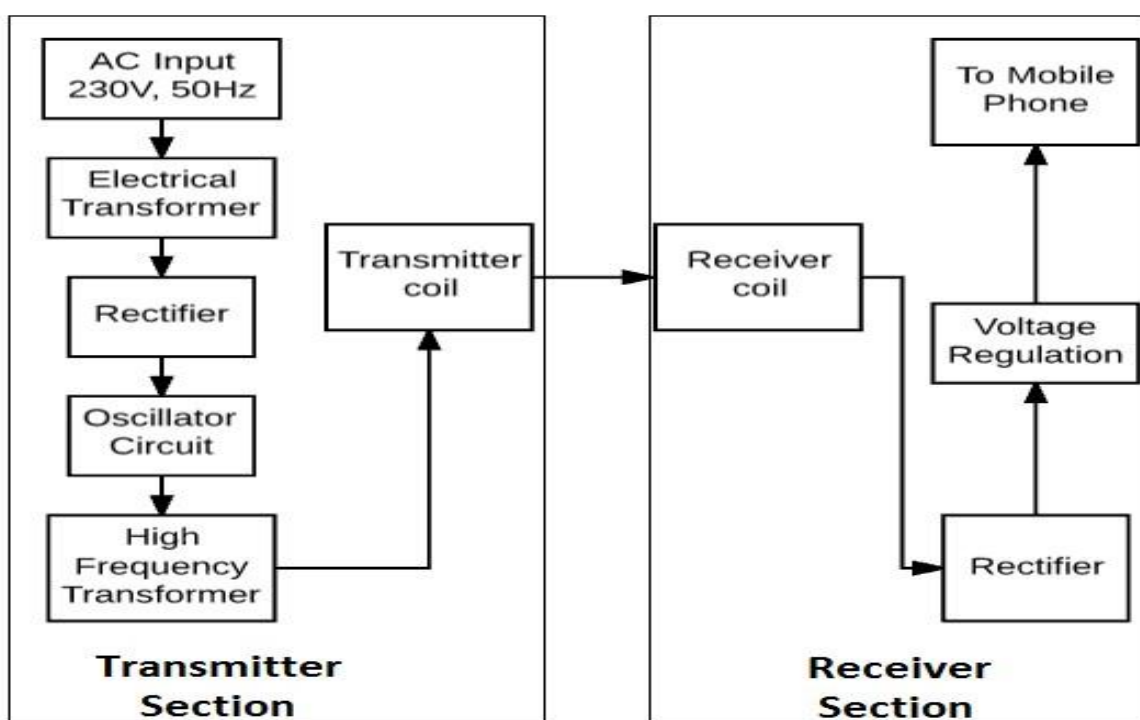 AC Input
230V, 50Hz
Electrical
Transformer
Rectifier
Oscillator
Circuit
High
Frequency
Transformer
Transmitter
coil
Transmitter
Section
Receiver
coil
Rectifier
Voltage
Regulation
To Mobile
Phone
Receiver
Section